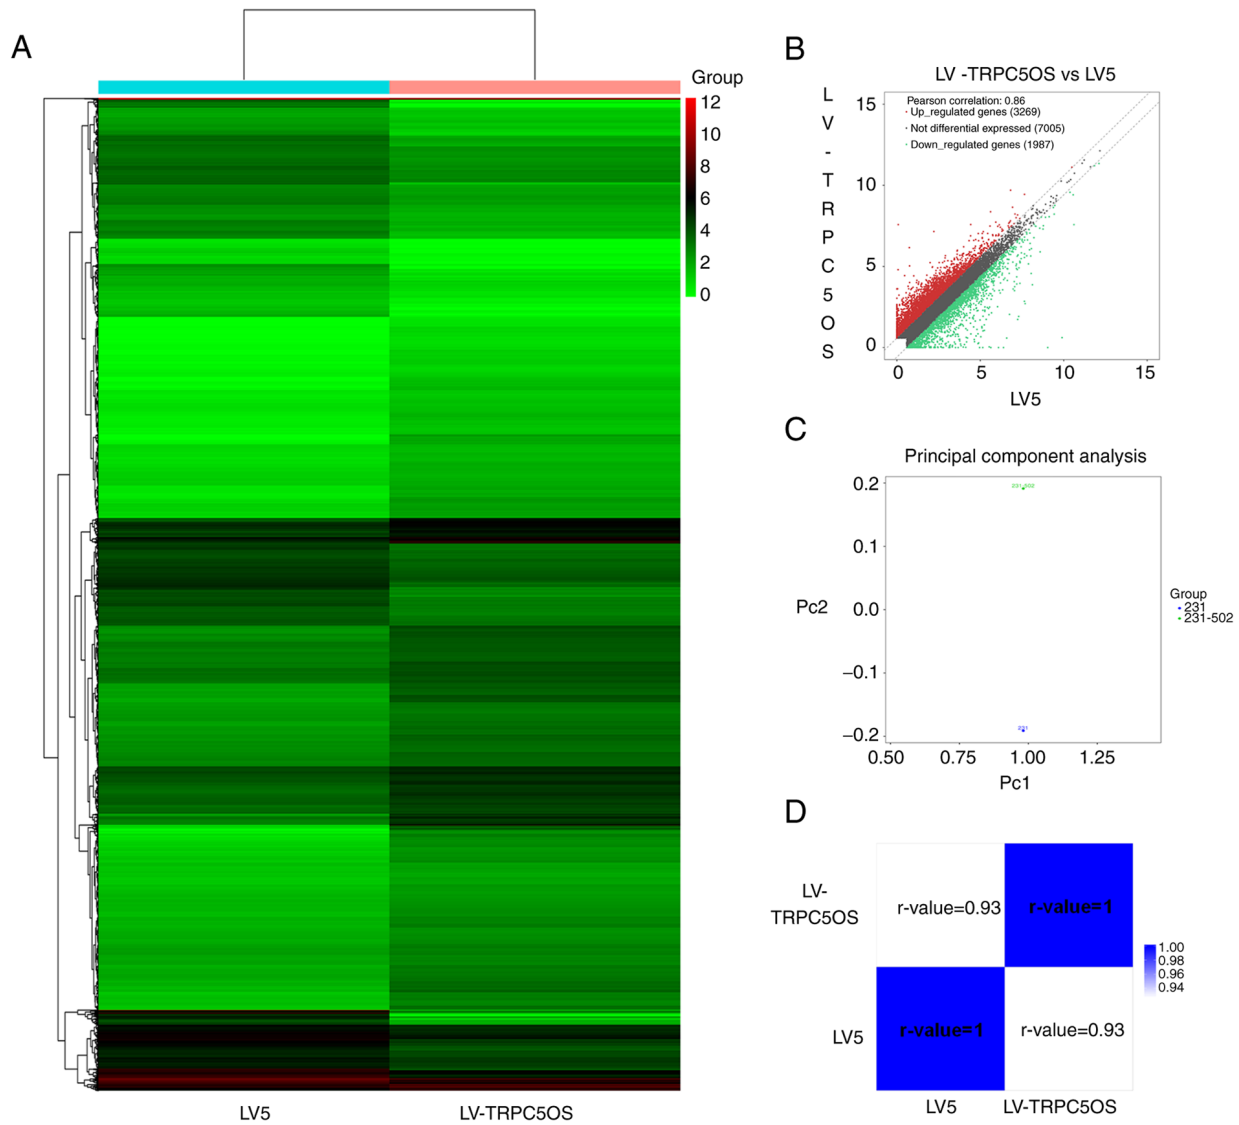 A
Group
12
10
8
6
4
2
0
LV5
LV-TRPC5OS
B
LV -TRPC5OS vs LV5
L
V
-
T
R
P
C
5
O
S
15
10
5
0
Pearson correlation: 0.86
Up_regulated genes (3269)
Not differential expressed (7005)
Down_regulated genes (1987)
0
5
10
15
LV5
C
Principal component analysis
0.2
0.1
0.0
−0.1
−0.2
Pc2
231-502
231
0.50
0.75
1.00
1.25
Pc1
Group
231
231-502
D
LV-
TRPC5OS
r-value=0.93
r-value=1
LV5
r-value=1
r-value=0.93
1.00
0.98
0.96
0.94
LV5
LV-TRPC5OS